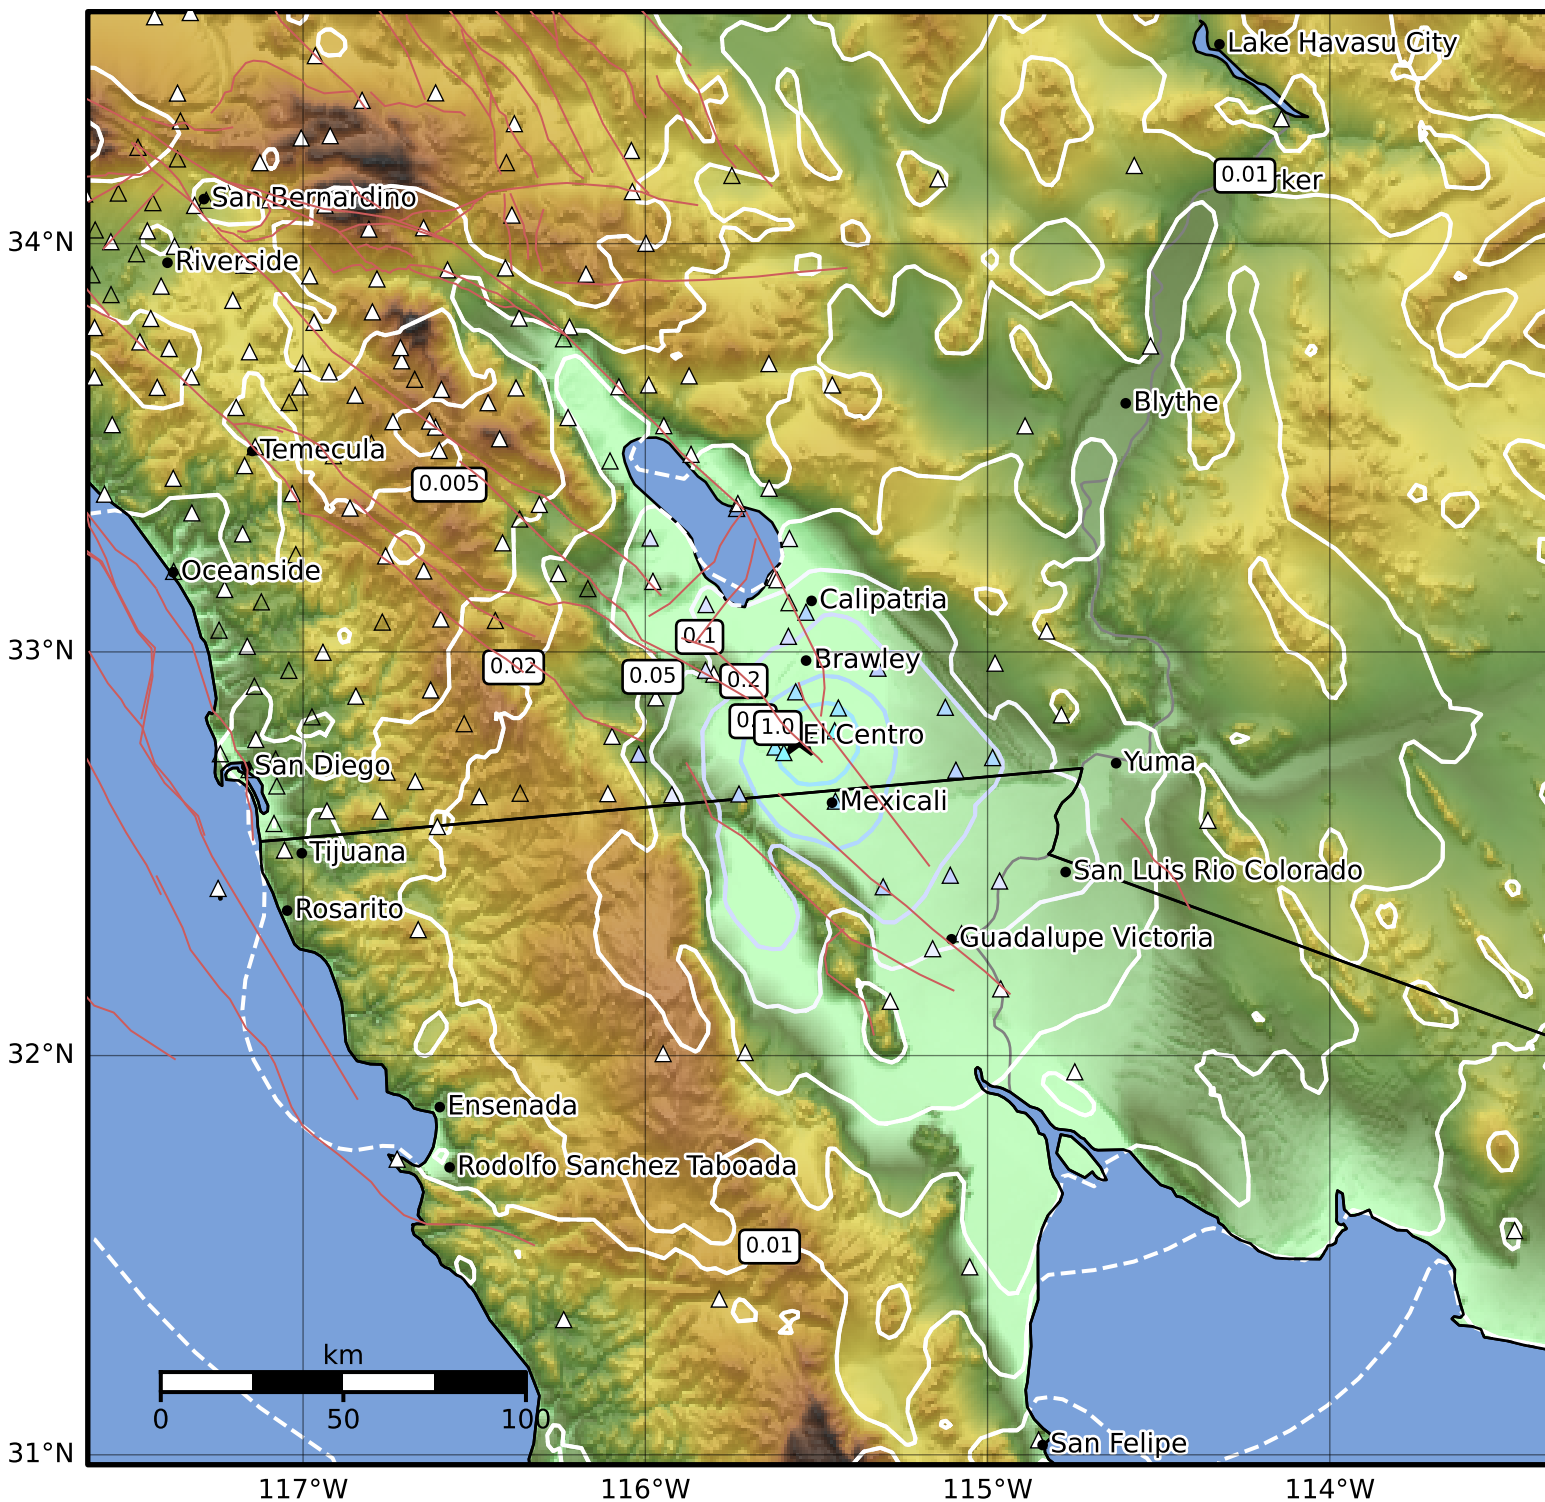 Lake Havasu City
0.01
rker
San Bernardino
34°N
Riverside
Blythe
Temecula
0.005
Oceanside
Calipatria
0.1
33°N
0.02
0.05
0.2
Brawley
0.
1.0
El Centro
San Diego
Yuma
Mexicali
Tijuana
San Luis Rio Colorado
Rosarito
Guadalupe Victoria
32°N
Ensenada
Rodolfo Sanchez Taboada
0.01
km
0 50 100
31°N
San Felipe
117°W 116°W 115°W 114°W